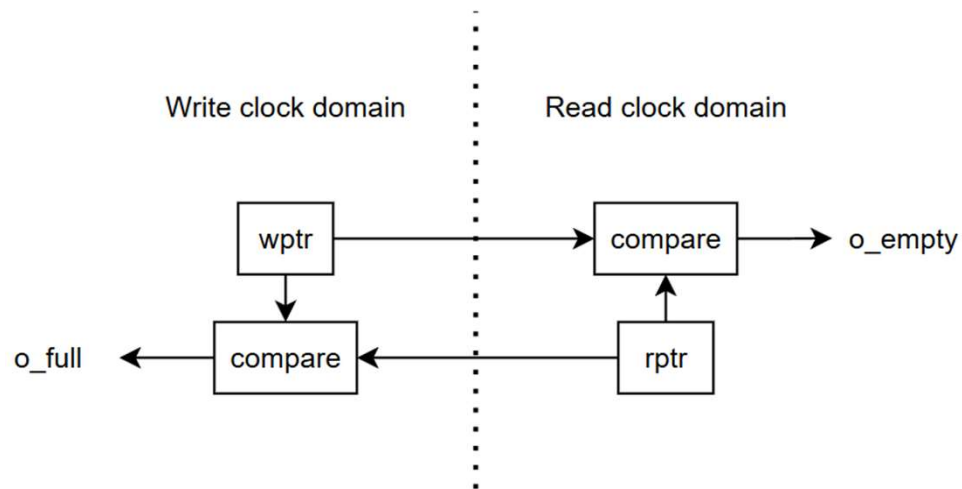 Write clock domain
Read clock domain
wptr
compare
o_empty
o_full
compare
rptr